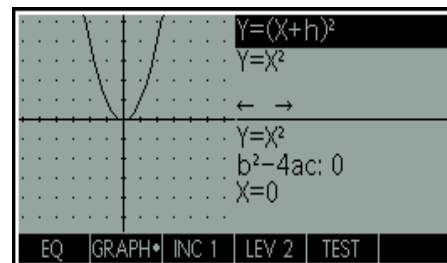 Y=(X+h)²
Y=X²
← →
Y=X²
b²-4ac: 0
X=0
EQ GRAPH• INC 1 LEV 2 TEST